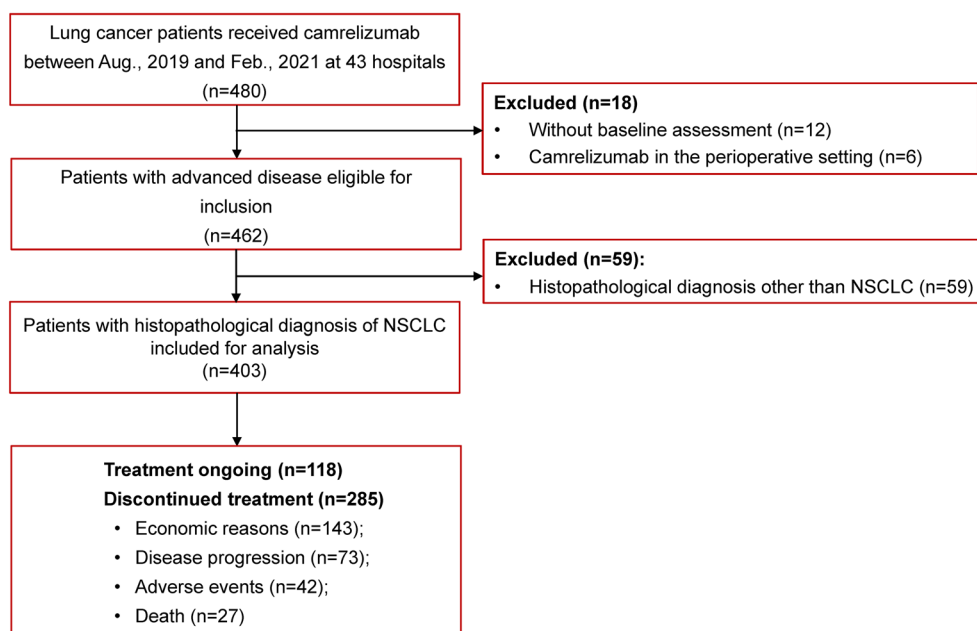 Lung cancer patients received camrelizumab
between Aug., 2019 and Feb., 2021 at 43 hospitals
(n=480)
Excluded (n=18)
• Without baseline assessment (n=12)
• Camrelizumab in the perioperative setting (n=6)
Patients with advanced disease eligible for
inclusion
(n=462)
Excluded (n=59):
• Histopathological diagnosis other than NSCLC (n=59)
Patients with histopathological diagnosis of NSCLC
included for analysis
(n=403)
Treatment ongoing (n=118)
Discontinued treatment (n=285)
• Economic reasons (n=143);
• Disease progression (n=73);
• Adverse events (n=42);
• Death (n=27)